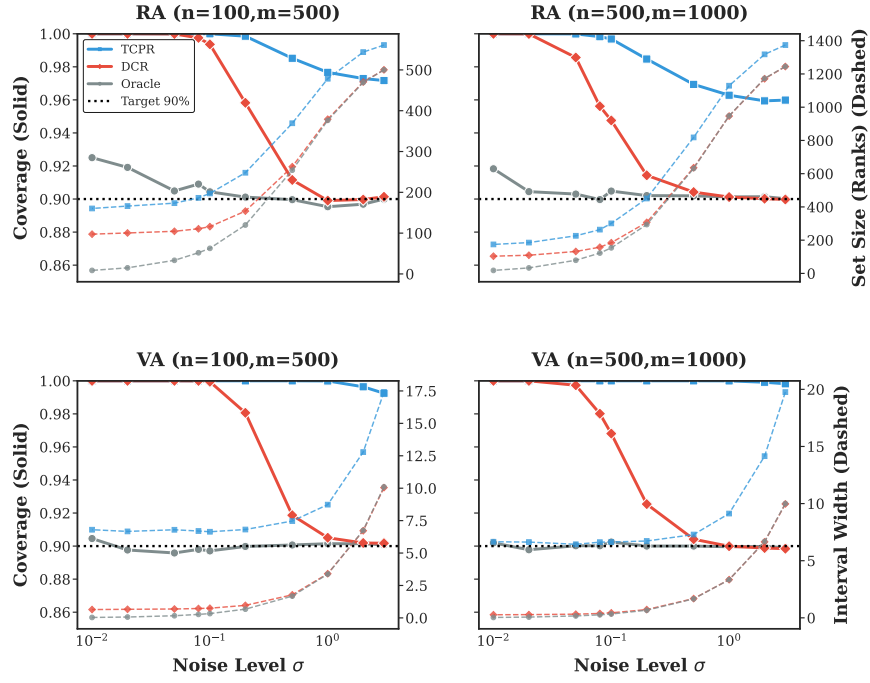 RA (n=100,m=500)
RA (n=500,m=1000)
1.00
0.98
0.96
0.94
0.92
0.90
0.88
0.86
Coverage (Solid)
TCPR
DCR
Oracle
Target 90%
500
400
300
200
100
0
1400
1200
1000
800
600
400
200
0
Set Size (Ranks) (Dashed)
VA (n=100,m=500)
VA (n=500,m=1000)
1.00
0.98
0.96
0.94
0.92
0.90
0.88
0.86
Coverage (Solid)
17.5
15.0
12.5
10.0
7.5
5.0
2.5
0.0
20
15
10
5
0
Interval Width (Dashed)
10⁻² 10⁻¹ 10⁰
10⁻² 10⁻¹ 10⁰
Noise Level σ
Noise Level σ